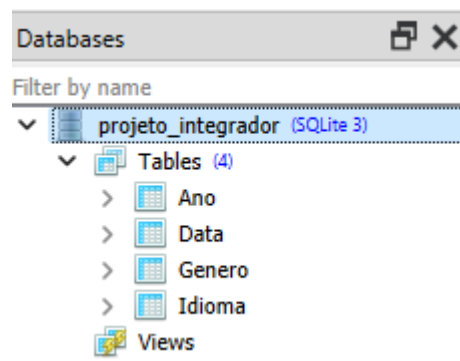 Databases
Filter by name
projeto_integrador (SQLite 3)
Tables (4)
Ano
Data
Genero
Idioma
Views